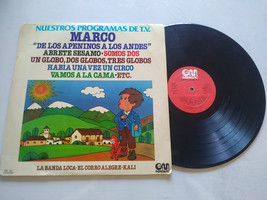 NUESTROS PROGRAMAS DE T.V.
MARCO
"DE LOS APENINOS A LOS ANDES"
ABRETE SESAMO · SOMOS DOS
UN GLOBO, DOS GLOBOS, TRES GLOBOS
HABIA UNA VEZ UN CIRCO
VAMOS A LA CAMA · ETC.
LA BANDA LOCA · EL CORRO ALEGRE · KALI
GM